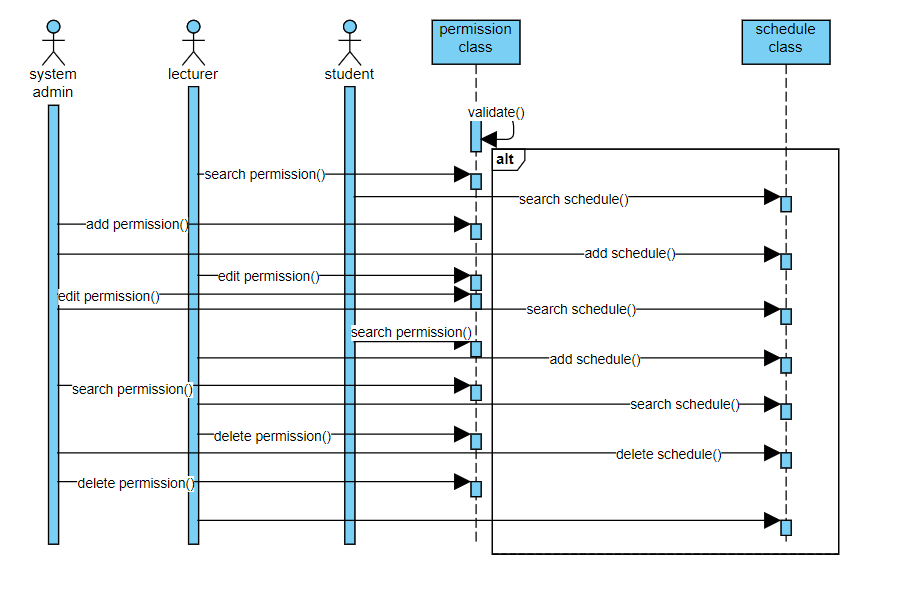 system
admin
lecturer
student
permission
class
schedule
class
validate()
alt
search permission()
search schedule()
add permission()
add schedule()
edit permission()
edit permission()
search schedule()
search permission()
add schedule()
search permission()
search schedule()
delete permission()
delete schedule()
delete permission()